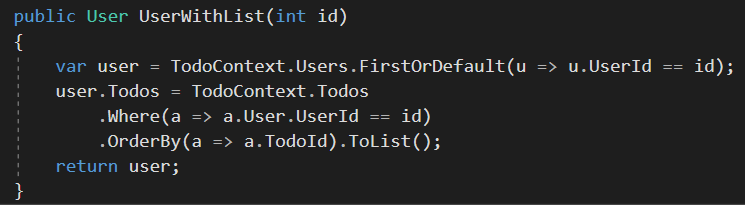 public User UserWithList(int id)
{
    var user = TodoContext.Users.FirstOrDefault(u => u.UserId == id);
    user.Todos = TodoContext.Todos
        .Where(a => a.User.UserId == id)
        .OrderBy(a => a.TodoId).ToList();
    return user;
}